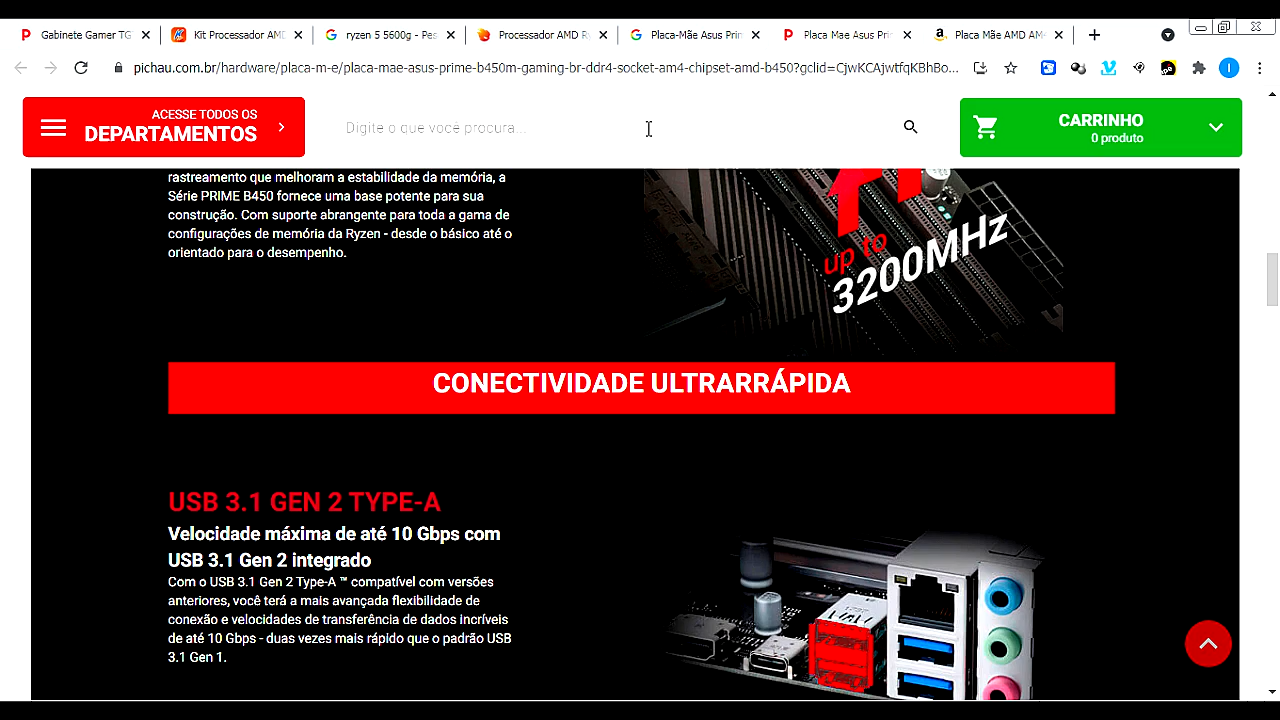 Gabinete Gamer TG
Kit Processador AMD
ryzen 5 5600g - Pes
Processador AMD Ry
Placa-Mãe Asus Prim
Placa Mae Asus Prim
Placa Mãe AMD AM
pichau.com.br/hardware/placa-m-e/placa-mae-asus-prime-b450m-gaming-br-ddr4-socket-am4-chipset-amd-b450?gclid=CjwKCAjwtfqKBhBo...
ACESSE TODOS OS
DEPARTAMENTOS
Digite o que você procura...
CARRINHO
0 produto
rastreamento que melhoram a estabilidade da memória, a
Série PRIME B450 fornece uma base potente para sua
construção. Com suporte abrangente para toda a gama de
configurações de memória da Ryzen - desde o básico até o
orientado para o desempenho.
up to
3200MHz
CONECTIVIDADE ULTRARRÁPIDA
USB 3.1 GEN 2 TYPE-A
Velocidade máxima de até 10 Gbps com
USB 3.1 Gen 2 integrado
Com o USB 3.1 Gen 2 Type-A ™ compatível com versões
anteriores, você terá a mais avançada flexibilidade de
conexão e velocidades de transferência de dados incríveis
de até 10 Gbps - duas vezes mais rápido que o padrão USB
3.1 Gen 1.